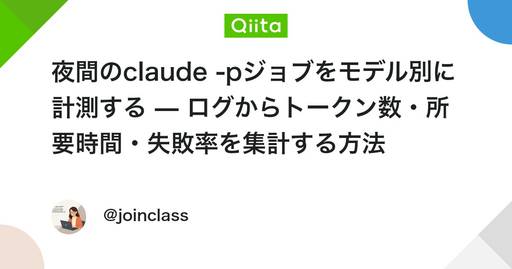 Qiita
夜間のclaude -pジョブをモデル別に
計測する — ログからトークン数・所
要時間・失敗率を集計する方法
@joinclass